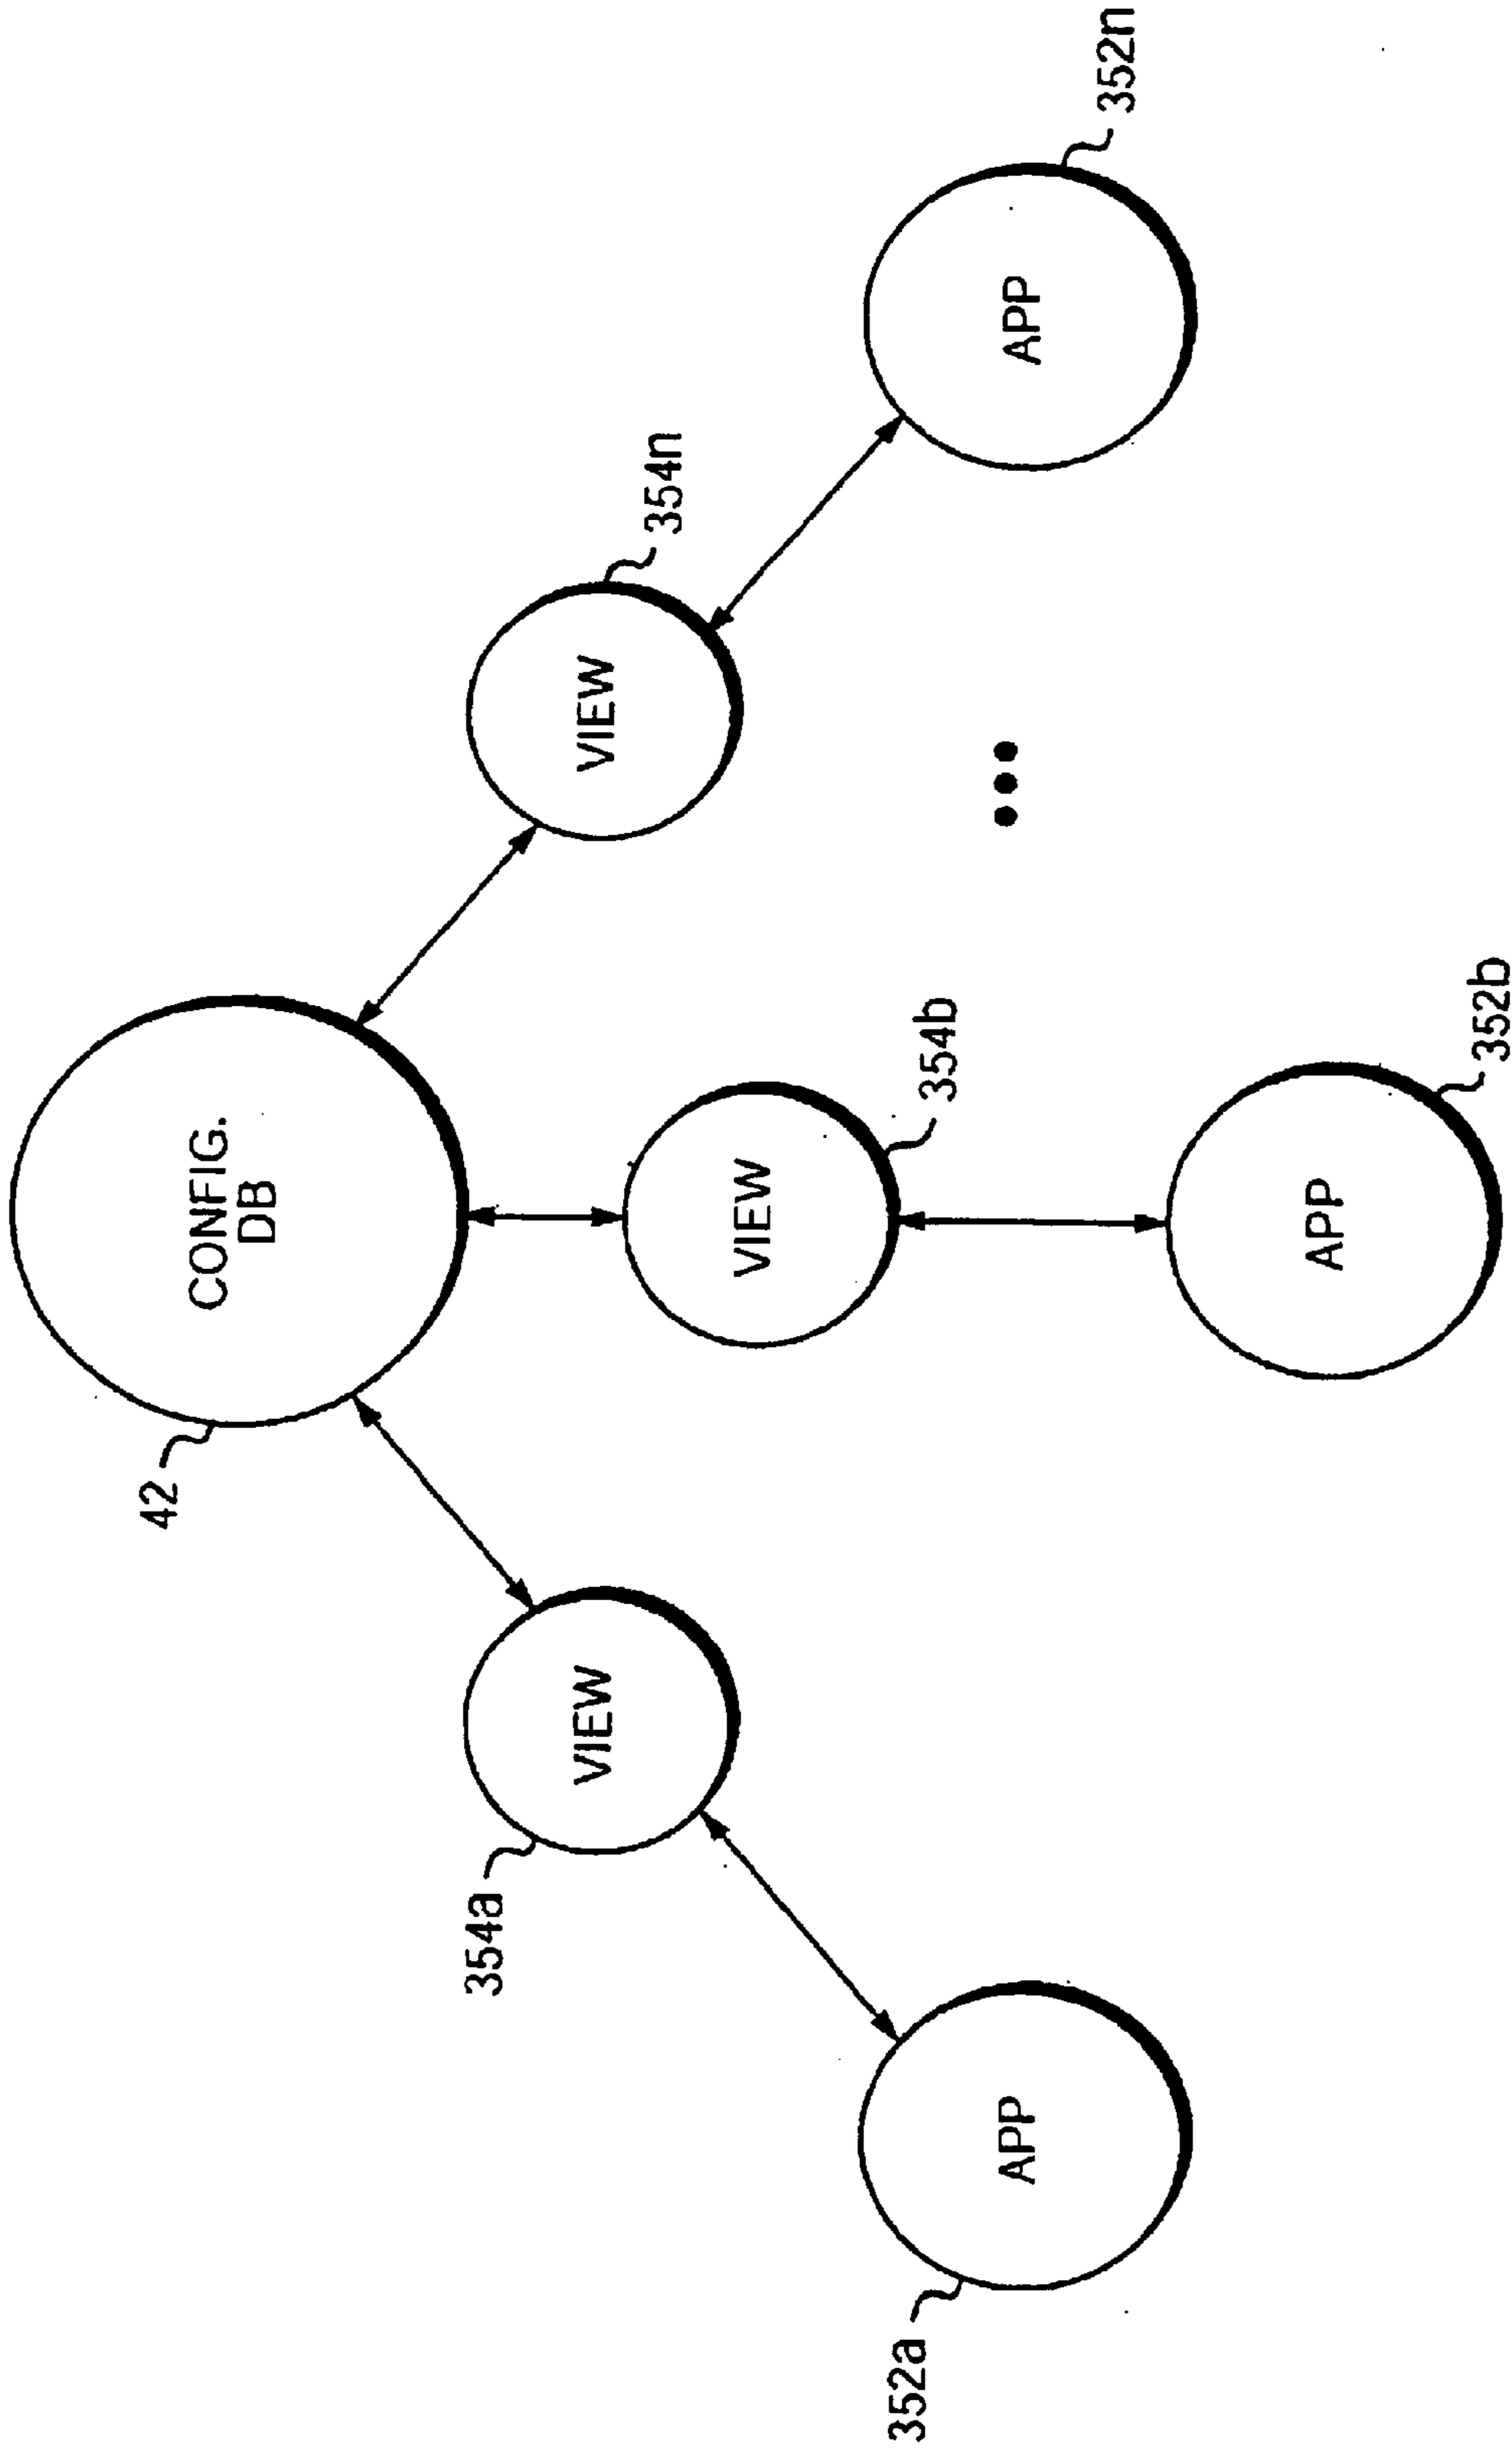 42
CONFIG.
DB
354a
VIEW
VIEW
354b
VIEW
354n
352a
APP
APP
352b
•••
APP
352n